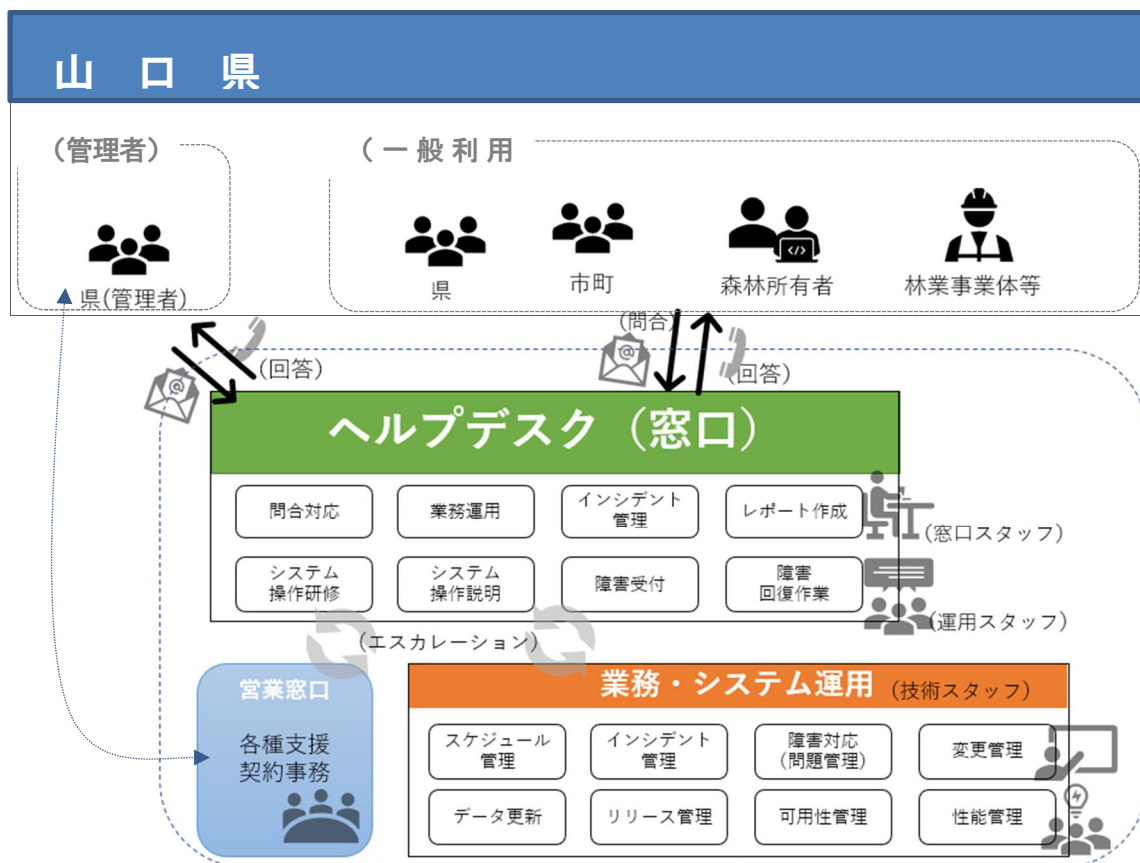 山 口 県
（管理者）
（ 一 般 利 用
県(管理者)
県
市町
森林所有者
林業事業体等
(問合)
(回答)
(回答)
ヘルプデスク（窓口）
問合対応
業務運用
インシデント
管理
レポート作成
システム
操作研修
システム
操作説明
障害受付
障害
回復作業
(窓口スタッフ)
(運用スタッフ)
(エスカレーション)
営業窓口
各種支援
契約事務
業務・システム運用 (技術スタッフ)
スケジュール
管理
インシデント
管理
障害対応
(問題管理)
変更管理
データ更新
リリース管理
可用性管理
性能管理